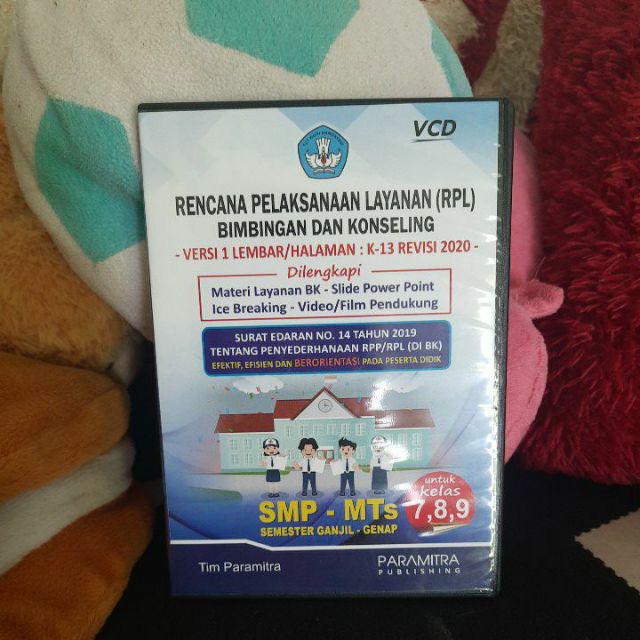 VCD
TUT WURI HANDAYANI
RENCANA PELAKSANAAN LAYANAN (RPL)
BIMBINGAN DAN KONSELING
- VERSI 1 LEMBAR/HALAMAN : K-13 REVISI 2020 -
Dilengkapi
Materi Layanan BK - Slide Power Point
Ice Breaking - Video/Film Pendukung
SURAT EDARAN NO. 14 TAHUN 2019
TENTANG PENYEDERHANAAN RPP/RPL (DI BK)
EFEKTIF, EFISIEN DAN BERORIENTASI PADA PESERTA DIDIK
untuk
kelas
7,8,9
SMP - MTs
SEMESTER GANJIL - GENAP
Tim Paramitra
PARAMITRA
PUBLISHING